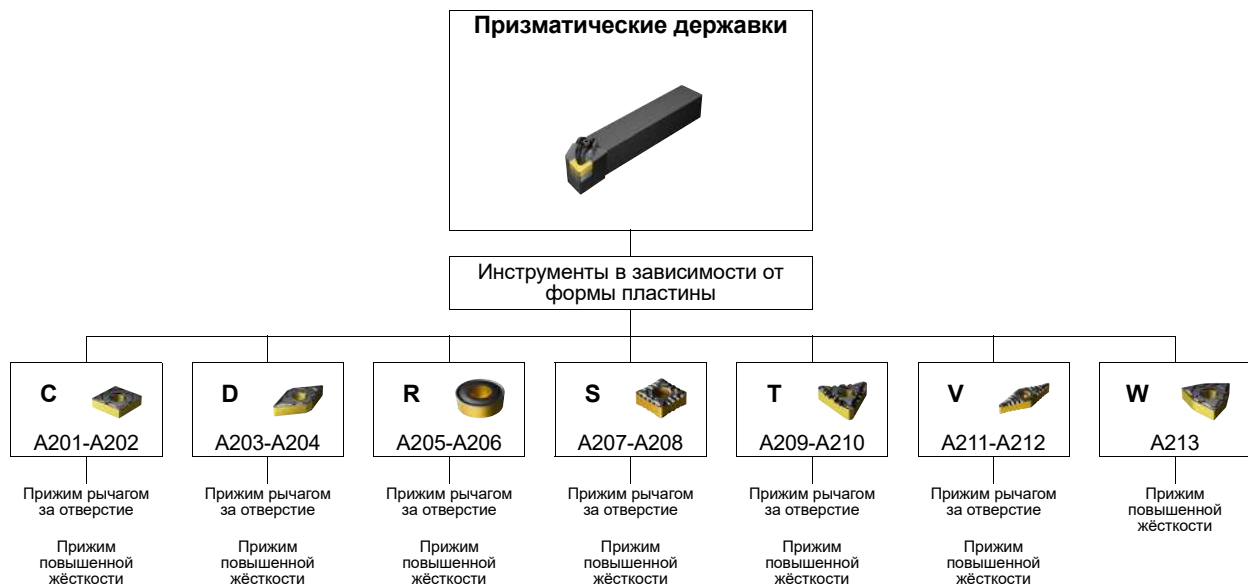 Призматические державки
Инструменты в зависимости от
формы пластины
C
A201-A202
Прижим рычагом
за отверстие
Прижим
повышенной
жёсткости
D
A203-A204
Прижим рычагом
за отверстие
Прижим
повышенной
жёсткости
R
A205-A206
Прижим рычагом
за отверстие
Прижим
повышенной
жёсткости
S
A207-A208
Прижим рычагом
за отверстие
Прижим
повышенной
жёсткости
T
A209-A210
Прижим рычагом
за отверстие
Прижим
повышенной
жёсткости
V
A211-A212
Прижим рычагом
за отверстие
Прижим
повышенной
жёсткости
W
A213
Прижим
повышенной
жёсткости